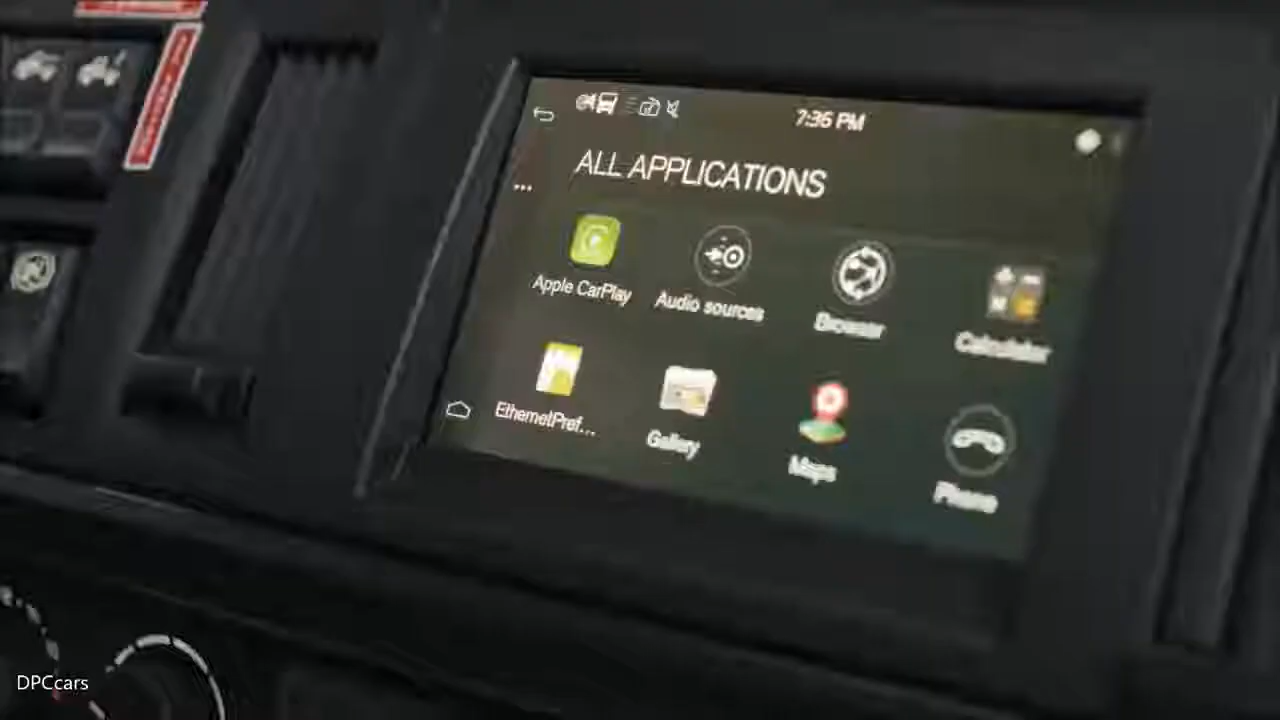 7:36 PM
ALL APPLICATIONS
Apple CarPlay
Audio sources
Browser
Calculator
EthernetPref...
Gallery
Maps
Phone
DPCcars